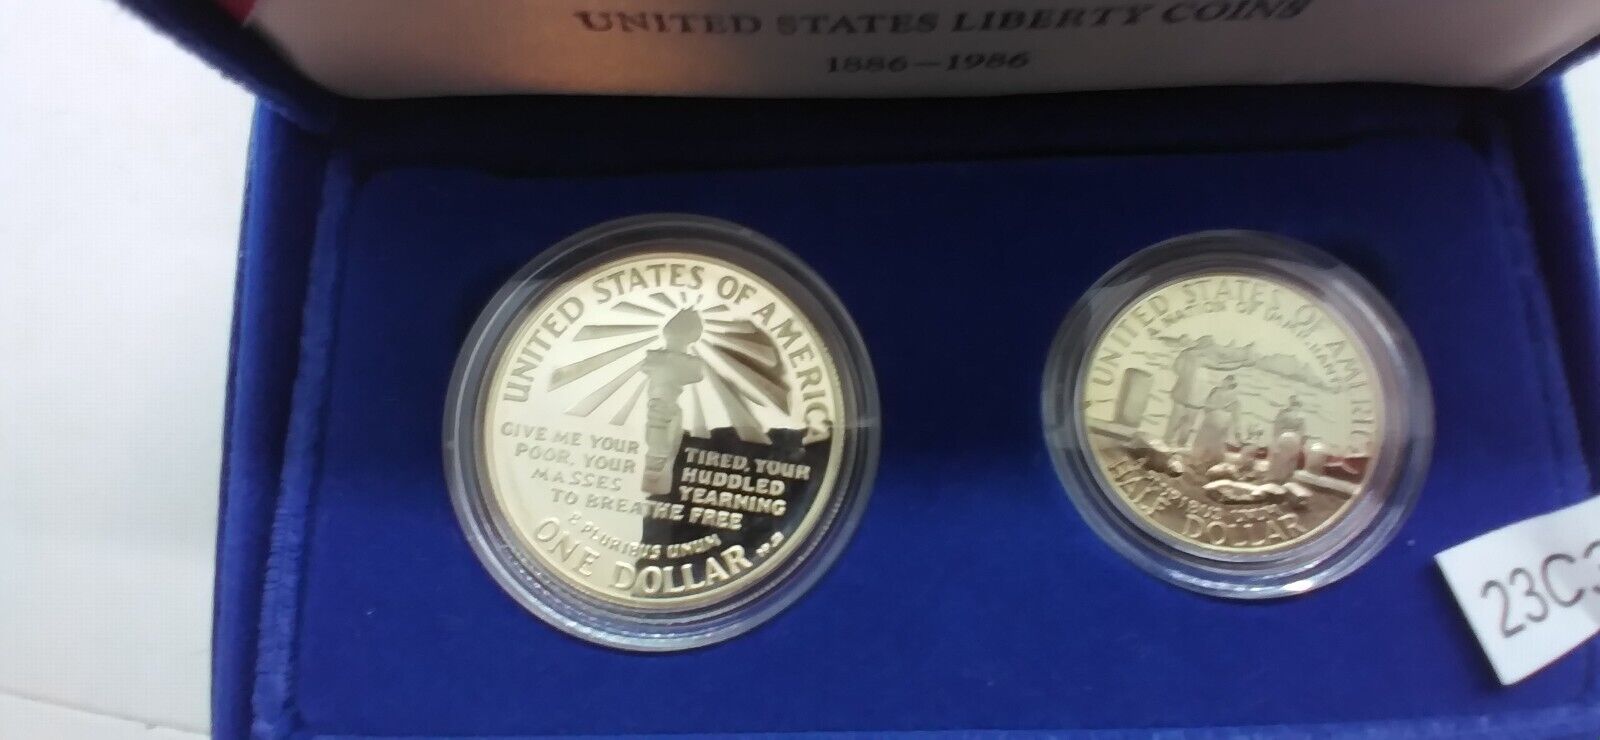 UNITED STATES LIBERTY COINS
1886–1986
UNITED STATES OF AMERICA
GIVE ME YOUR
POOR, YOUR
MASSES
TO BREATHE FREE
TIRED, YOUR
HUDDLED
YEARNING
E PLURIBUS UNUM
ONE DOLLAR
UNITED STATES OF AMERICA
A NATION OF IMMIGRANTS
E PLURIBUS UNUM
HALF DOLLAR
23C3